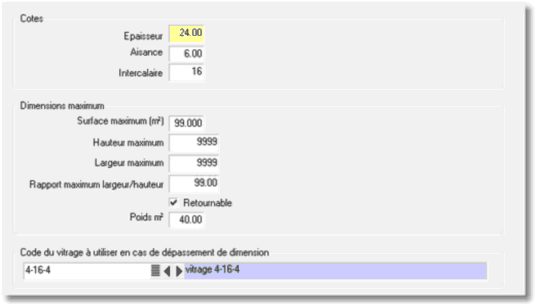 Cotes
Epaisseur 24.00
Aisance 6.00
Intercalaire 16
Dimensions maximum
Surface maximum (m²) 99.000
Hauteur maximum 9999
Largeur maximum 9999
Rapport maximum largeur/hauteur 99.00
Retournable
Poids m² 40.00
Code du vitrage à utiliser en cas de dépassement de dimension
4-16-4 vitrage 4-16-4